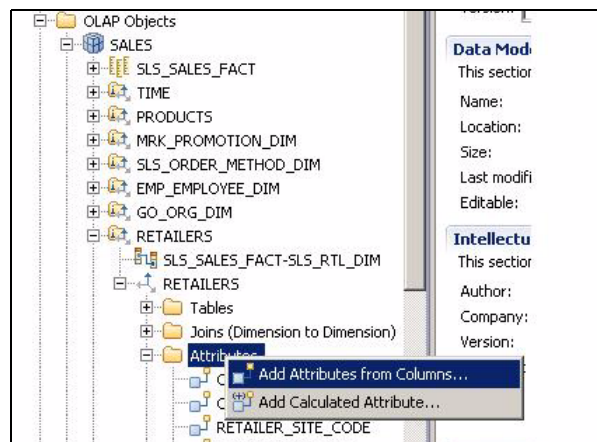 OLAP Objects
SALES
SLS_SALES_FACT
TIME
PRODUCTS
MRK_PROMOTION_DIM
SLS_ORDER_METHOD_DIM
EMP_EMPLOYEE_DIM
GO_ORG_DIM
RETAILERS
SLS_SALES_FACT-SLS_RTL_DIM
RETAILERS
Tables
Joins (Dimension to Dimension)
Attributes
Add Attributes from Columns...
Add Calculated Attribute...
RETAILER_SITE_CODE
Data Mod
This section
Name:
Location:
Size:
Last modifi
Editable:
Intellectu
This section
Author:
Company:
Version: